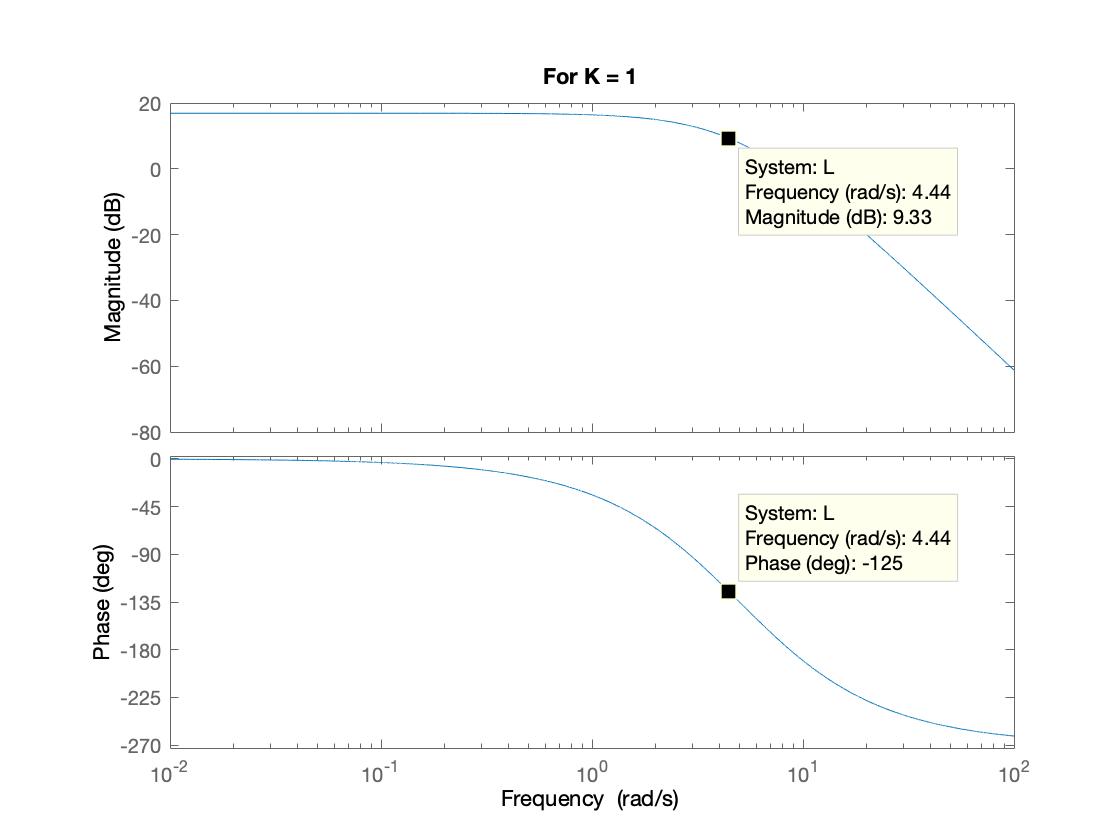 For K = 1
20
0
-20
-40
-60
-80
Magnitude (dB)
System: L
Frequency (rad/s): 4.44
Magnitude (dB): 9.33
0
-45
-90
-135
-180
-225
-270
Phase (deg)
System: L
Frequency (rad/s): 4.44
Phase (deg): -125
10^-2 10^-1 10^0 10^1 10^2
Frequency (rad/s)